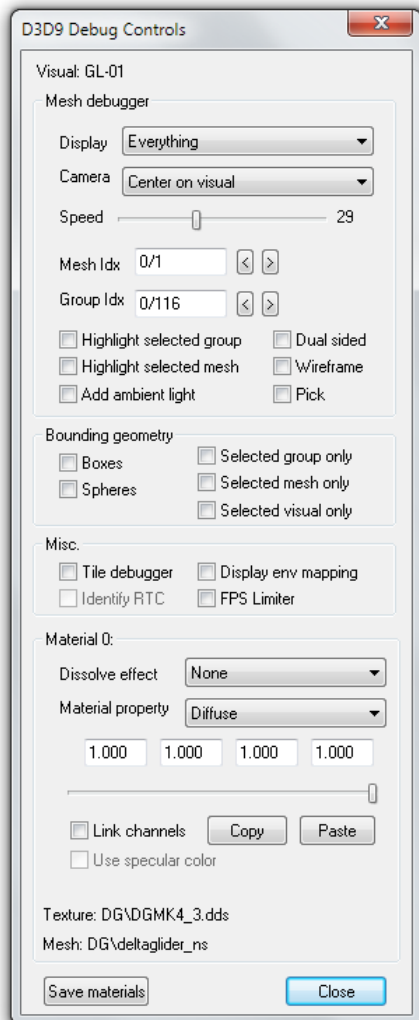 D3D9 Debug Controls
Visual: GL-01
Mesh debugger
Display Everything
Camera Center on visual
Speed 29
Mesh Idx 0/1 < >
Group Idx 0/116 < >
Highlight selected group Dual sided
Highlight selected mesh Wireframe
Add ambient light Pick
Bounding geometry
Boxes Selected group only
Spheres Selected mesh only
Selected visual only
Misc.
Tile debugger Display env mapping
Identify RTC FPS Limiter
Material 0:
Dissolve effect None
Material property Diffuse
1.000 1.000 1.000 1.000
Link channels Copy Paste
Use specular color
Texture: DG\DGMK4_3.dds
Mesh: DG\deltaglider_ns
Save materials Close